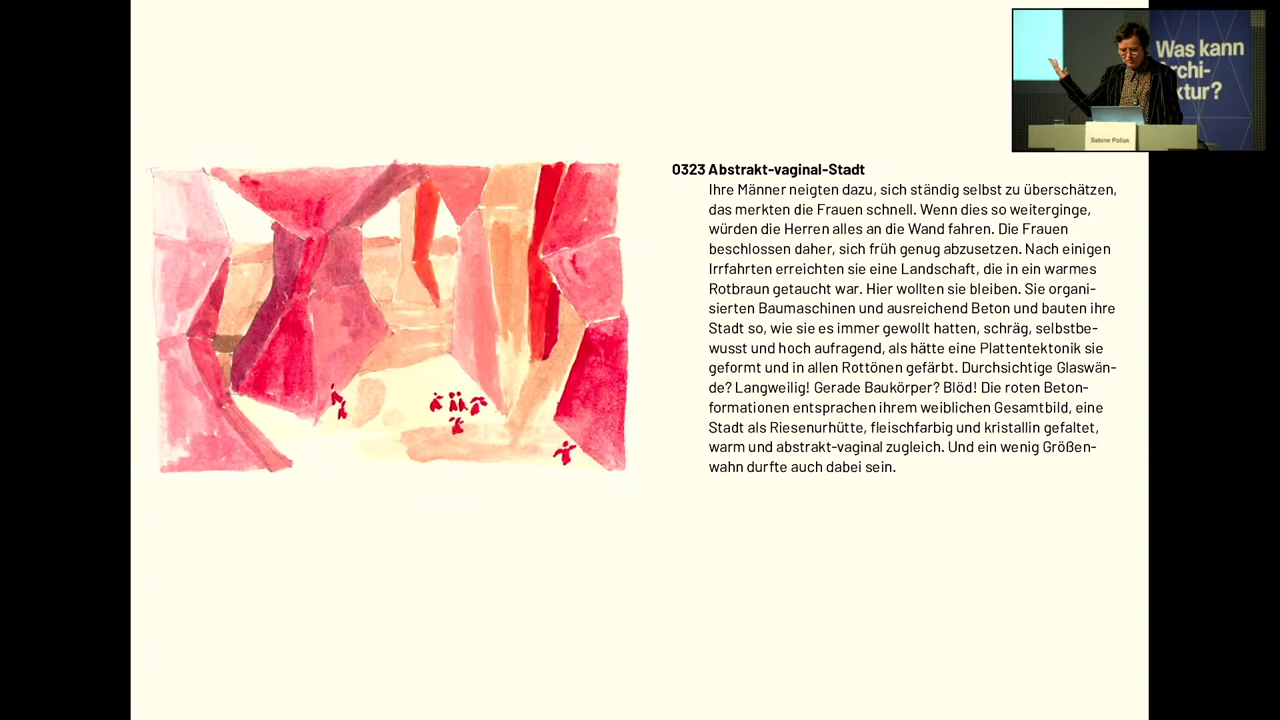 Was kann
Archi-
ktur?
Sabine Pollak
0323 Abstrakt-vaginal-Stadt
Ihre Männer neigten dazu, sich ständig selbst zu überschätzen,
das merkten die Frauen schnell. Wenn dies so weiterginge,
würden die Herren alles an die Wand fahren. Die Frauen
beschlossen daher, sich früh genug abzusetzen. Nach einigen
Irrfahrten erreichten sie eine Landschaft, die in ein warmes
Rotbraun getaucht war. Hier wollten sie bleiben. Sie organi-
sierten Baumaschinen und ausreichend Beton und bauten ihre
Stadt so, wie sie es immer gewollt hatten, schräg, selbstbe-
wusst und hoch aufragend, als hätte eine Plattentektonik sie
geformt und in allen Rottönen gefärbt. Durchsichtige Glaswän-
de? Langweilig! Gerade Baukörper? Blöd! Die roten Beton-
formationen entsprachen ihrem weiblichen Gesamtbild, eine
Stadt als Riesenurhütte, fleischfarbig und kristallin gefaltet,
warm und abstrakt-vaginal zugleich. Und ein wenig Größen-
wahn durfte auch dabei sein.